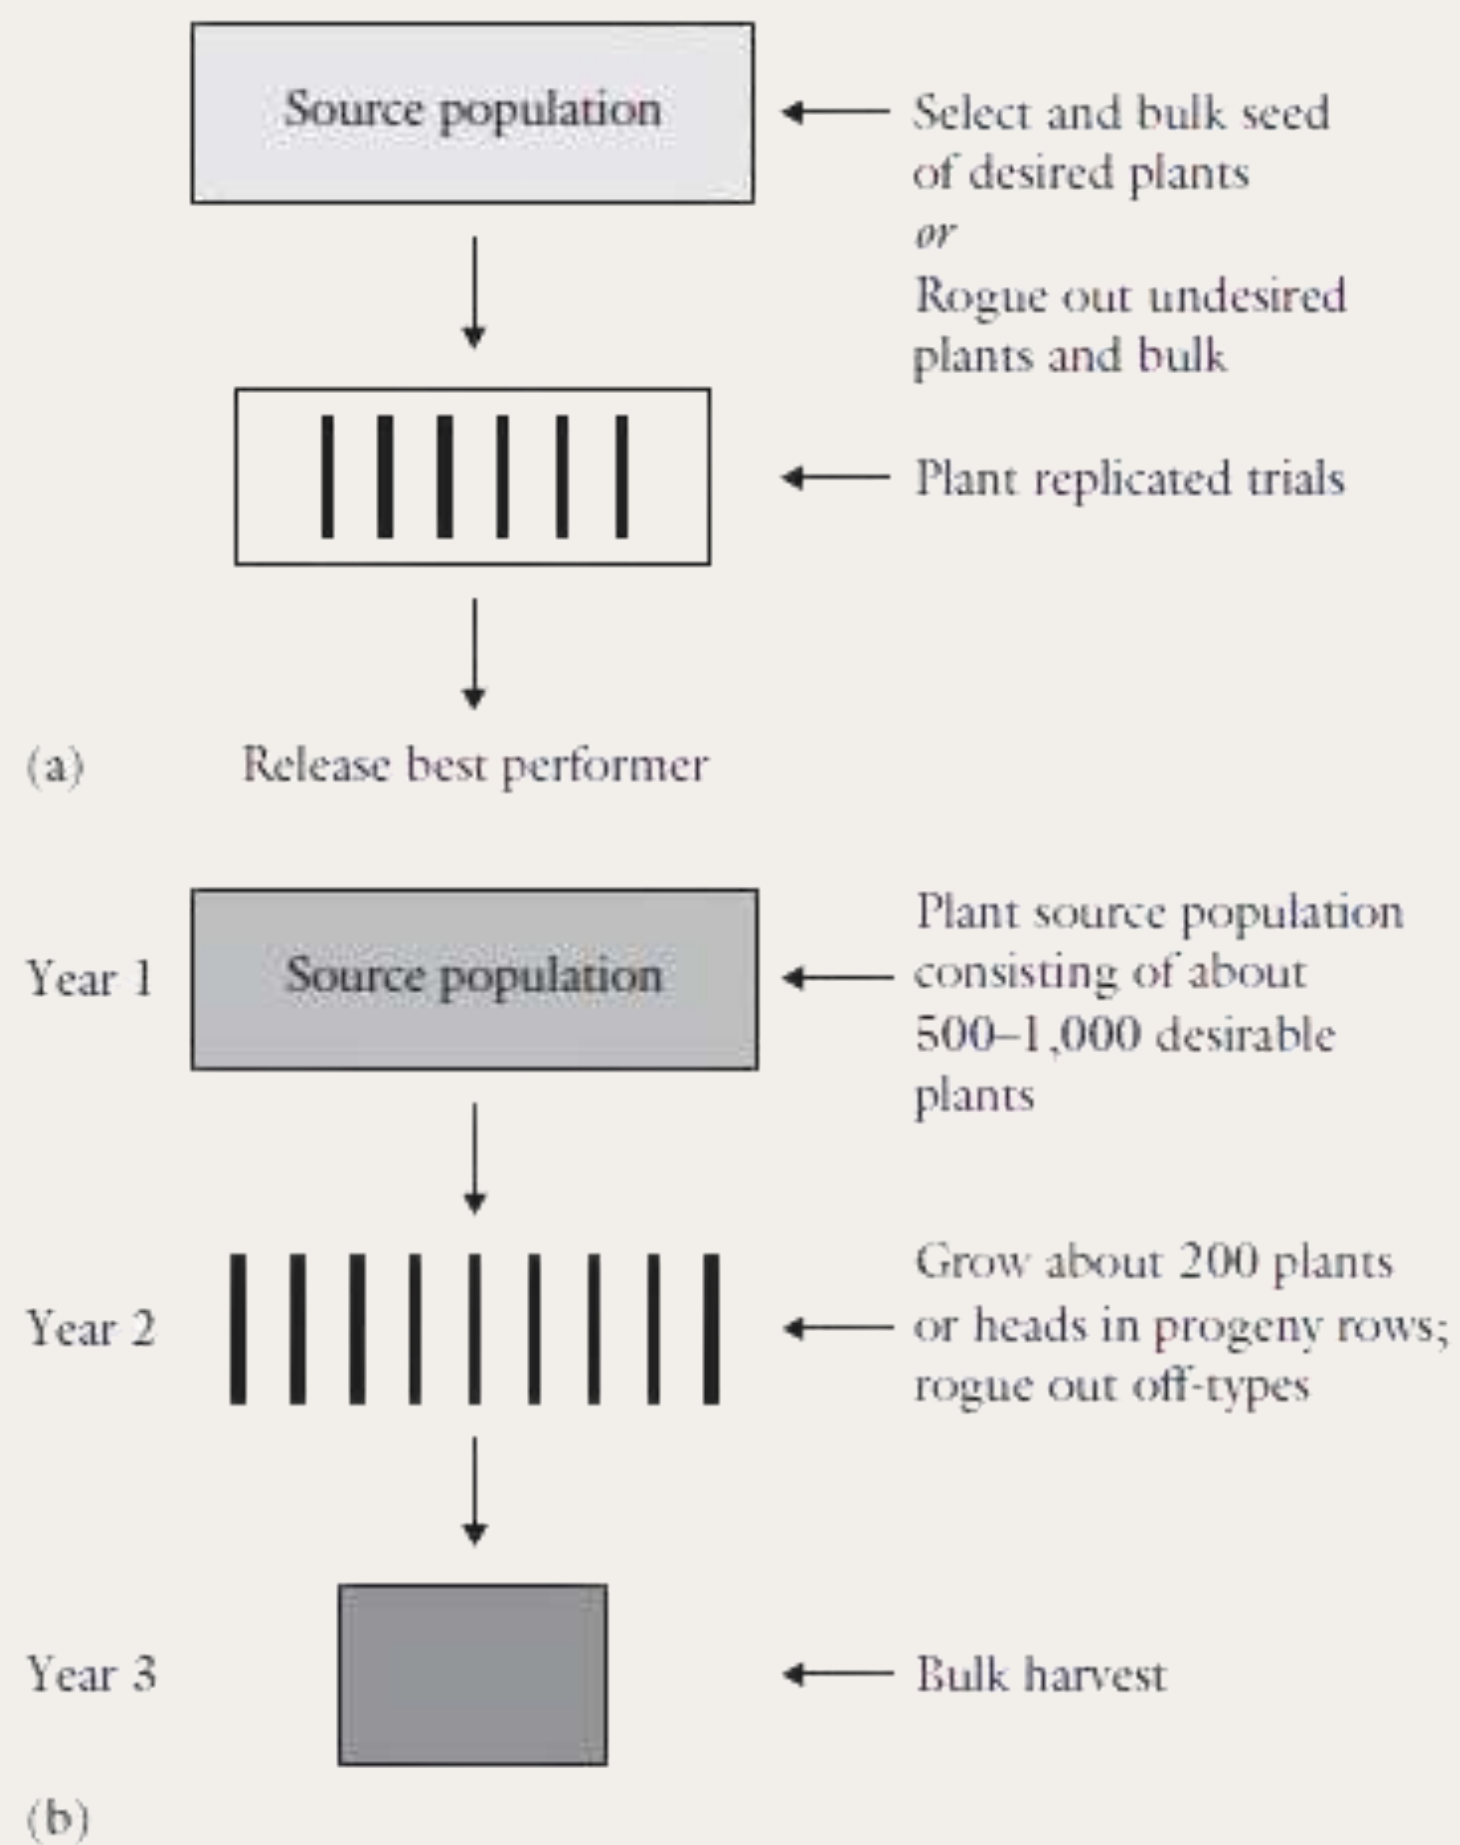 Source population
Select and bulk seed
of desired plants
or
Rogue out undesired
plants and bulk
Plant replicated trials
(a)
Release best performer
Year 1
Source population
Plant source population
consisting of about
500–1,000 desirable
plants
Year 2
Grow about 200 plants
or heads in progeny rows;
rogue out off-types
Year 3
Bulk harvest
(b)